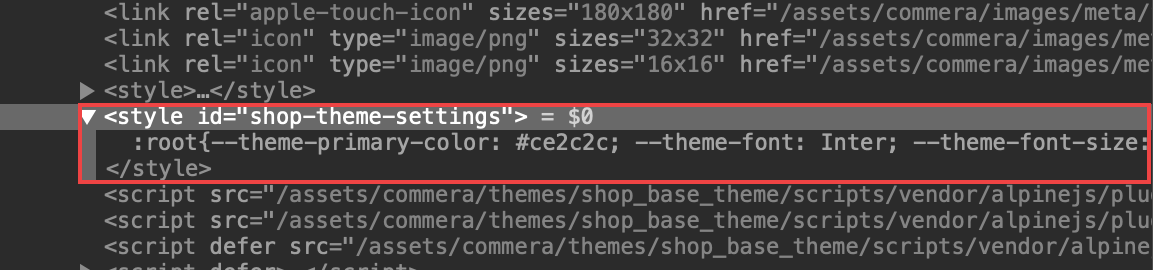 <link rel="apple-touch-icon" sizes="180x180" href="/assets/commera/images/meta/
<link rel="icon" type="image/png" sizes="32x32" href="/assets/commera/images/me
<link rel="icon" type="image/png" sizes="16x16" href="/assets/commera/images/me
<style>…</style>
<style id="shop-theme-settings"> = $0
:root{--theme-primary-color: #ce2c2c; --theme-font: Inter; --theme-font-size:
</style>
<script src="/assets/commera/themes/shop_base_theme/scripts/vendor/alpinejs/plu
<script src="/assets/commera/themes/shop_base_theme/scripts/vendor/alpinejs/plu
<script defer src="/assets/commera/themes/shop_base_theme/scripts/vendor/alpine
<script defer>…</script>